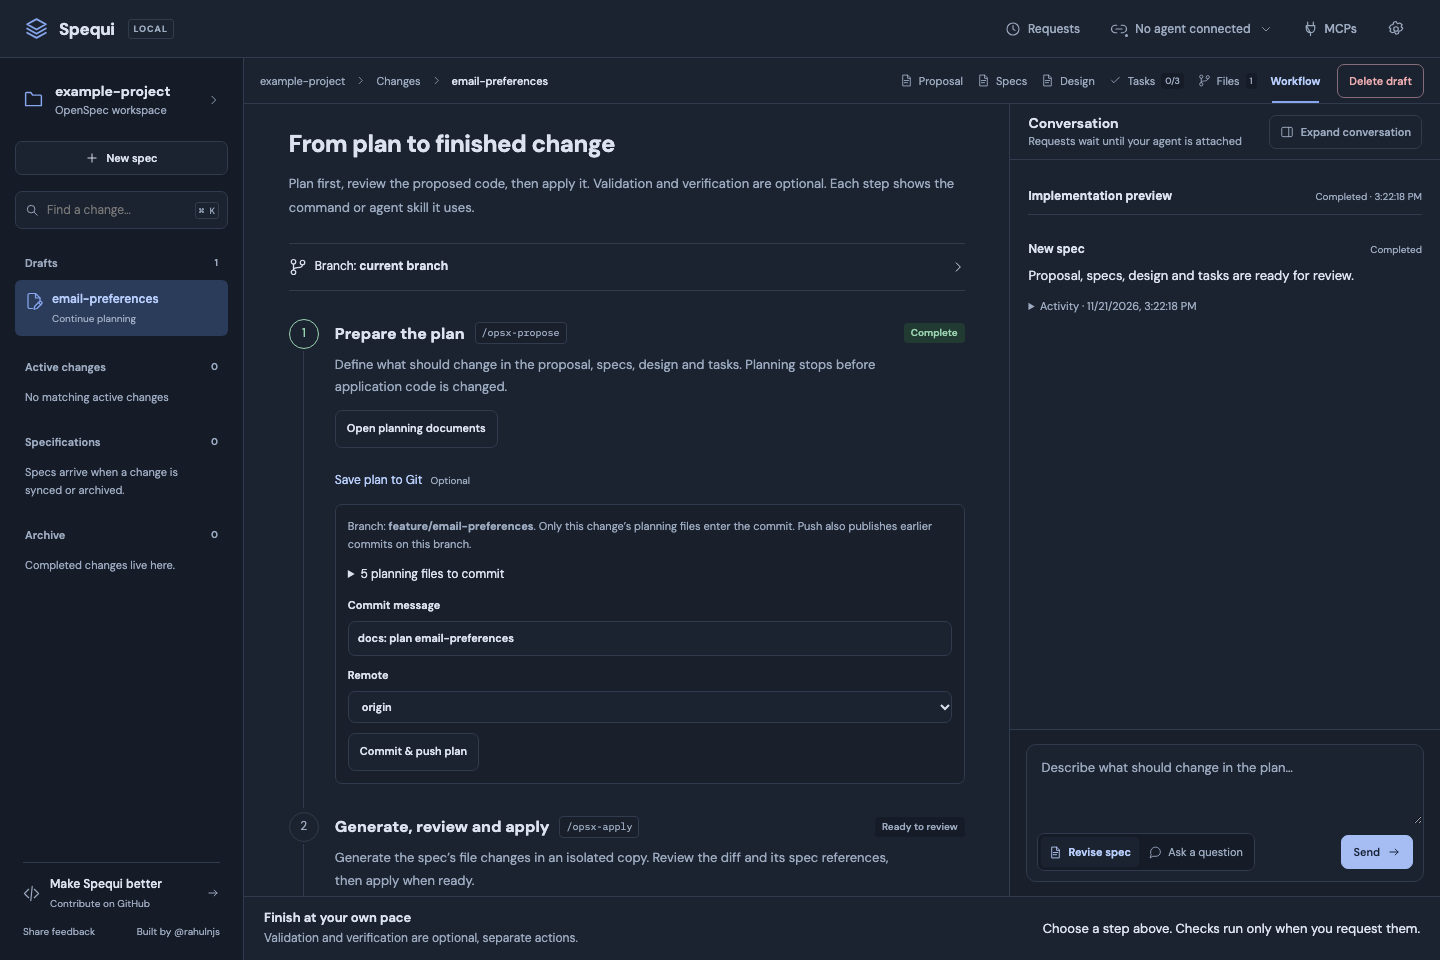 Spequi LOCAL
Requests
No agent connected
MCPs
example-project
OpenSpec workspace
New spec
Find a change...
⌘ K
Drafts 1
email-preferences
Continue planning
Active changes 0
No matching active changes
Specifications 0
Specs arrive when a change is
synced or archived.
Archive 0
Completed changes live here.
Make Spequi better
Contribute on GitHub
Share feedback
Built by @rahulnjs
example-project > Changes > email-preferences
Proposal
Specs
Design
Tasks 0/3
Files 1
Workflow
Delete draft
From plan to finished change
Plan first, review the proposed code, then apply it. Validation and verification are optional. Each step shows the
command or agent skill it uses.
Branch: current branch
1 Prepare the plan /opsx-propose Complete
Define what should change in the proposal, specs, design and tasks. Planning stops before
application code is changed.
Open planning documents
Save plan to Git Optional
Branch: feature/email-preferences. Only this change's planning files enter the commit. Push also publishes earlier
commits on this branch.
5 planning files to commit
Commit message
docs: plan email-preferences
Remote
origin
Commit & push plan
2 Generate, review and apply /opsx-apply Ready to review
Generate the spec's file changes in an isolated copy. Review the diff and its spec references,
then apply when ready.
Conversation
Requests wait until your agent is attached
Expand conversation
Implementation preview Completed · 3:22:18 PM
New spec Completed
Proposal, specs, design and tasks are ready for review.
Activity · 11/21/2026, 3:22:18 PM
Describe what should change in the plan...
Revise spec
Ask a question
Send
Finish at your own pace
Validation and verification are optional, separate actions.
Choose a step above. Checks run only when you request them.